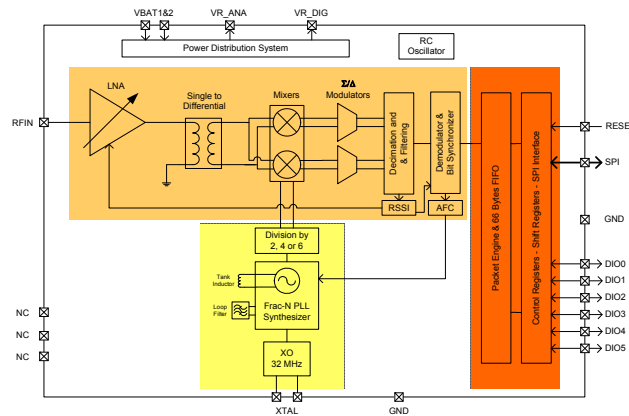 VBAT1&2
VR_ANA
VR_DIG
Power Distribution System
RC
Oscillator
LNA
Single to
Differential
Mixers
Σ/Δ
Modulators
Decimation and
& Filtering
Demodulator &
Bit Synchronizer
RSSI
AFC
RFIN
Division by
2, 4 or 6
Tank
Inductor
Loop
Filter
Frac-N PLL
Synthesizer
XO
32 MHz
XTAL
GND
Packet Engine & 66 Bytes FIFO
Control Registers - Shift Registers - SPI Interface
RESE
SPI
GND
DIO0
DIO1
DIO2
DIO3
DIO4
DIO5
NC
NC
NC